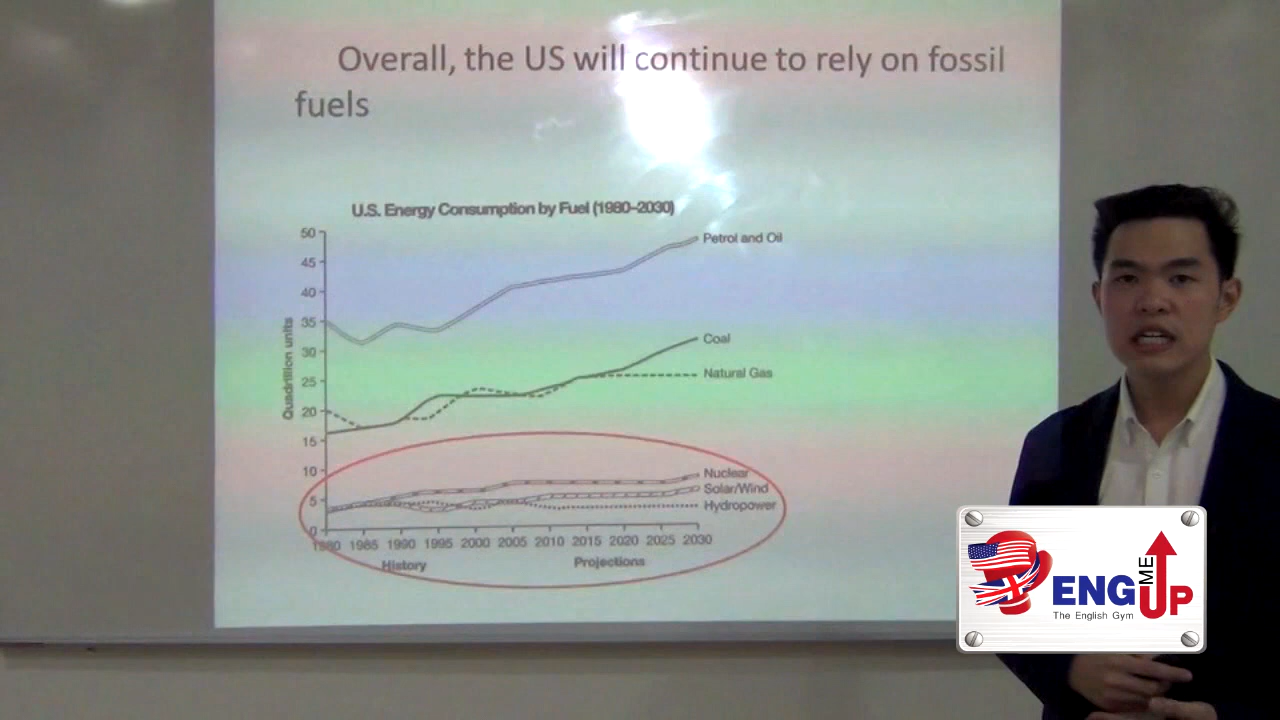 Overall, the US will continue to rely on fossil
fuels
U.S. Energy Consumption by Fuel (1980–2030)
Quadrillion units
50
45
40
35
30
25
20
15
10
5
0
Petrol and Oil
Coal
Natural Gas
Nuclear
Solar/Wind
Hydropower
1980 1985 1990 1995 2000 2005 2010 2015 2020 2025 2030
History Projections
ENG ME UP
The English Gym